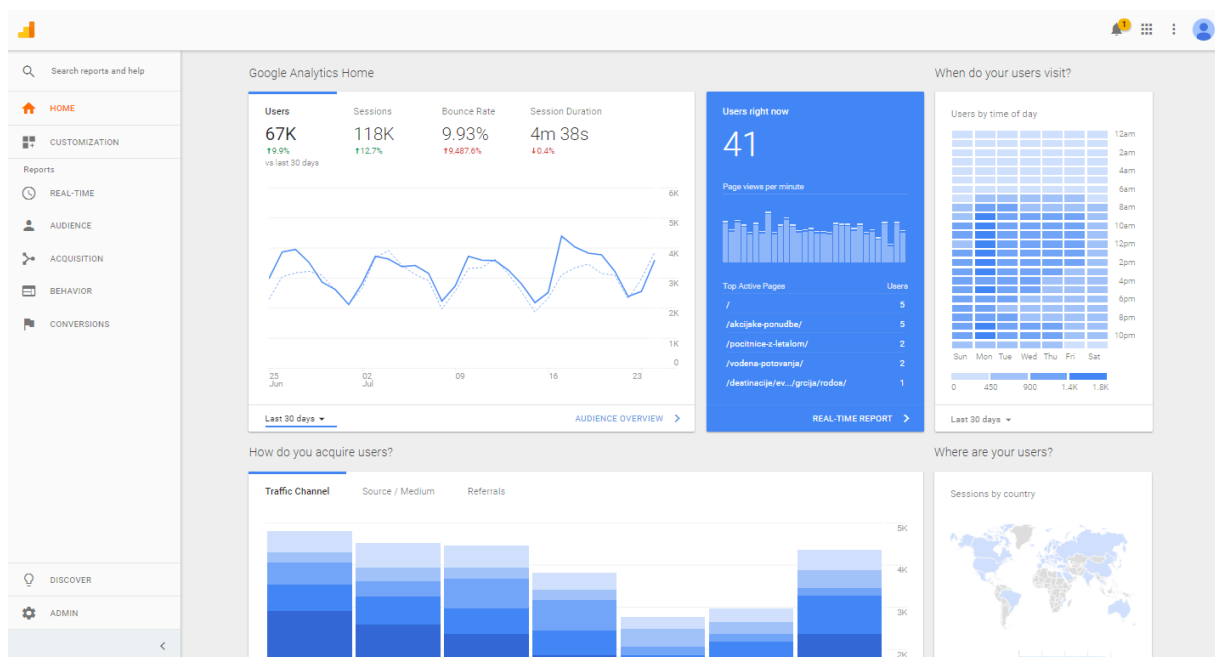 1
Search reports and help
HOME
CUSTOMIZATION
Reports
REAL-TIME
AUDIENCE
ACQUISITION
BEHAVIOR
CONVERSIONS
DISCOVER
ADMIN
Google Analytics Home
Users
67K
9.9%
vs last 30 days
Sessions
118K
12.7%
Bounce Rate
9.93%
9,487.6%
Session Duration
4m 38s
0.4%
6K
5K
4K
3K
2K
1K
0
25 Jun
02 Jul
09
16
23
Last 30 days
AUDIENCE OVERVIEW
Users right now
41
Page views per minute
Top Active Pages Users
/ 5
/akcijske-ponudbe/ 5
/pocitnice-z-letalom/ 2
/vodena-potovanja/ 2
/destinacije/ev.../grcija/rodos/ 1
REAL-TIME REPORT
When do your users visit?
Users by time of day
12am
2am
4am
6am
8am
10am
12pm
2pm
4pm
6pm
8pm
10pm
Sun Mon Tue Wed Thu Fri Sat
0 450 900 1.4K 1.8K
Last 30 days
How do you acquire users?
Traffic Channel Source / Medium Referrals
5K
4K
3K
2K
Where are your users?
Sessions by country